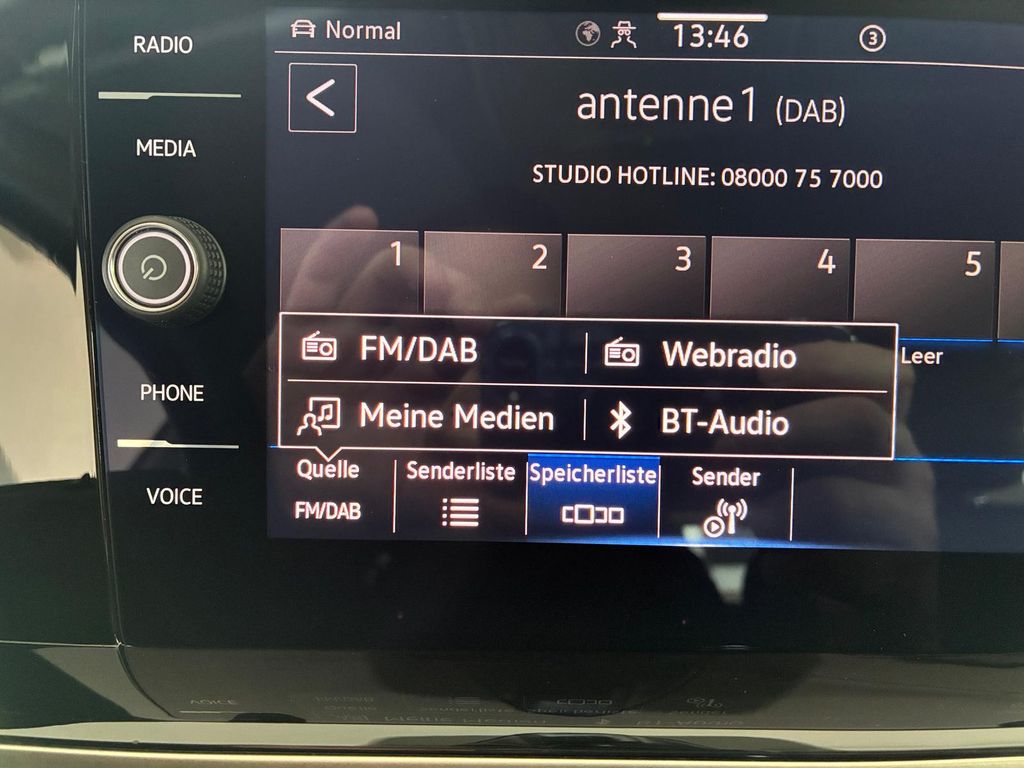 RADIO
MEDIA
PHONE
VOICE
Normal
13:46
3
antenne1 (DAB)
STUDIO HOTLINE: 08000 75 7000
1 2 3 4 5
FM/DAB Webradio
Meine Medien BT-Audio
Leer
Quelle Senderliste Speicherliste Sender
FM/DAB